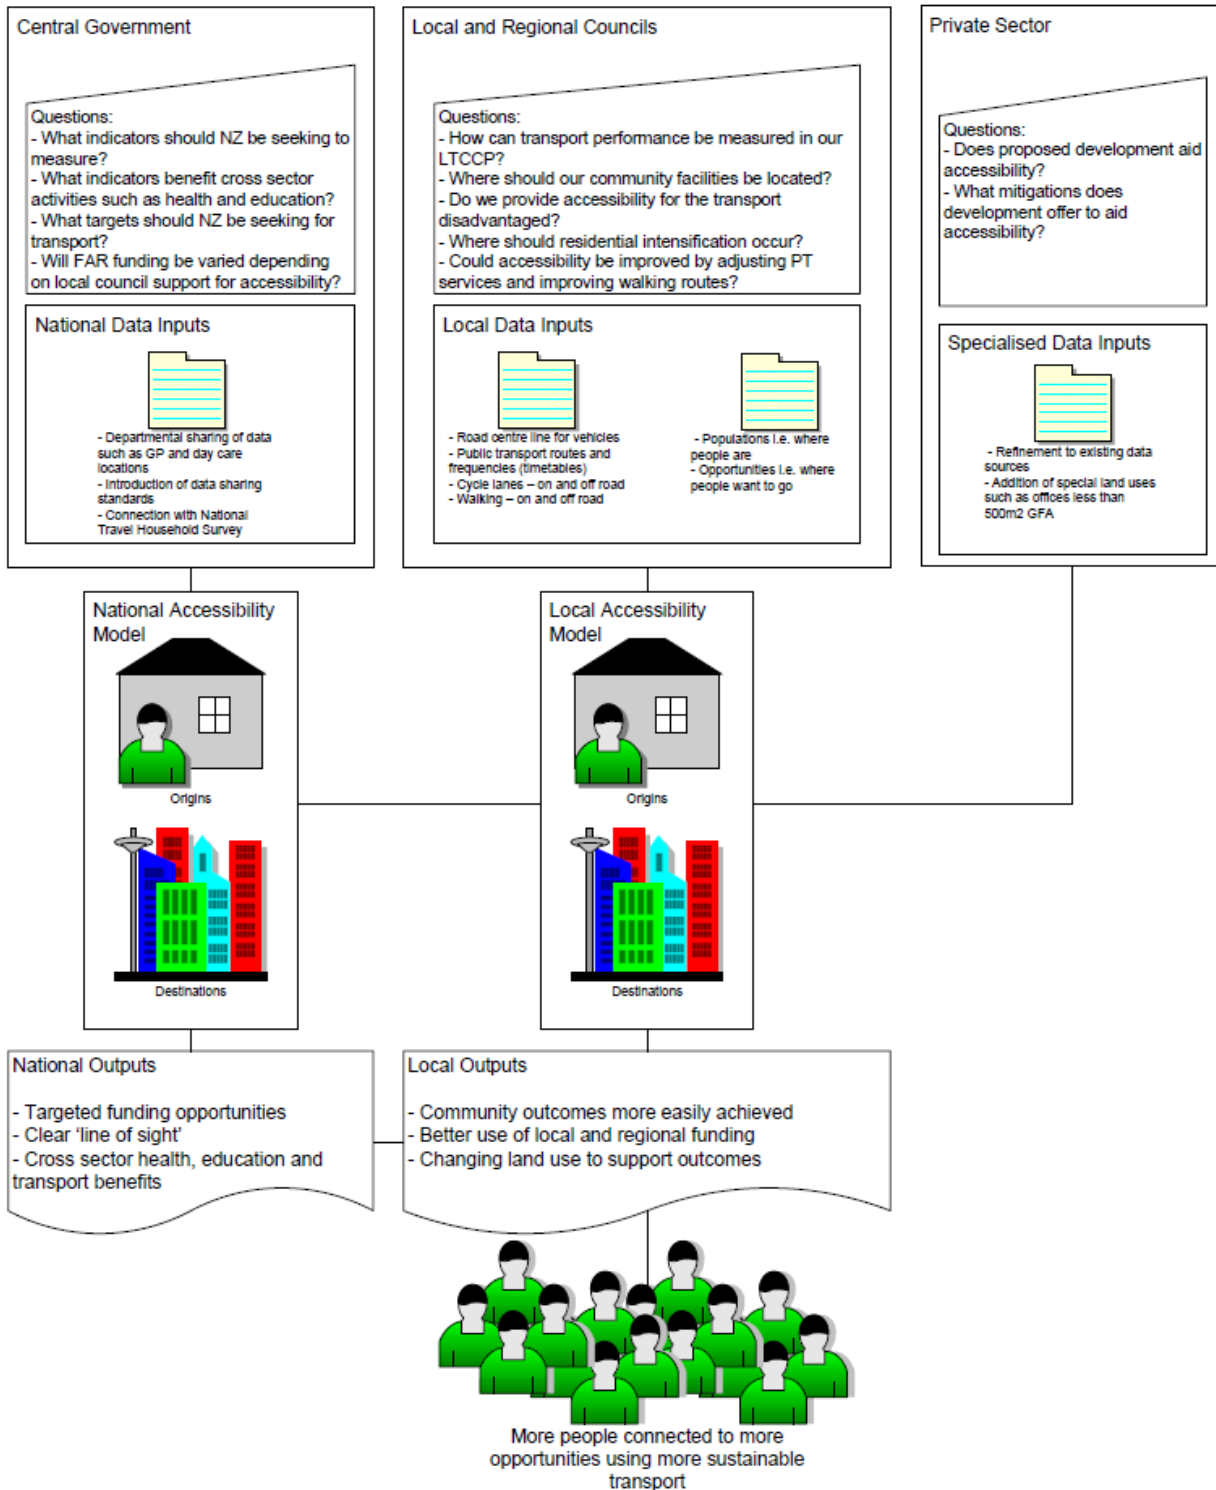 Central Government
Questions:
- What indicators should NZ be seeking to
measure?
- What indicators benefit cross sector
activities such as health and education?
- What targets should NZ be seeking for
transport?
- Will FAR funding be varied depending
on local council support for accessibility?
National Data Inputs
- Departmental sharing of data
such as GP and day care
locations
- Introduction of data sharing
standards
- Connection with National
Travel Household Survey
Local and Regional Councils
Questions:
- How can transport performance be measured in our
LTCCP?
- Where should our community facilities be located?
- Do we provide accessibility for the transport
disadvantaged?
- Where should residential intensification occur?
- Could accessibility be improved by adjusting PT
services and improving walking routes?
Local Data Inputs
- Road centre line for vehicles
- Public transport routes and
frequencies (timetables)
- Cycle lanes – on and off road
- Walking – on and off road
- Populations i.e. where
people are
- Opportunities i.e. where
people want to go
Private Sector
Questions:
- Does proposed development aid
accessibility?
- What mitigations does
development offer to aid
accessibility?
Specialised Data Inputs
- Refinement to existing data
sources
- Addition of special land uses
such as offices less than
500m2 GFA
National Accessibility
Model
Origins
Destinations
Local Accessibility
Model
Origins
Destinations
National Outputs
- Targeted funding opportunities
- Clear ‘line of sight’
- Cross sector health, education and
transport benefits
Local Outputs
- Community outcomes more easily achieved
- Better use of local and regional funding
- Changing land use to support outcomes
More people connected to more
opportunities using more sustainable
transport